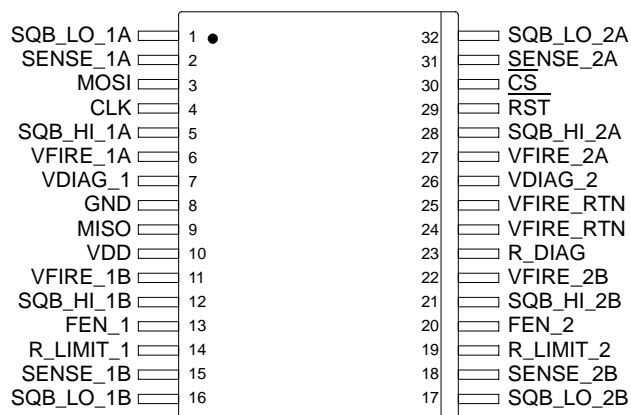 SQB_LO_1A 1 32 SQB_LO_2A
SENSE_1A 2 31 SENSE_2A
MOSI 3 30 CS
CLK 4 29 RST
SQB_HI_1A 5 28 SQB_HI_2A
VFIRE_1A 6 27 VFIRE_2A
VDIAG_1 7 26 VDIAG_2
GND 8 25 VFIRE_RTN
MISO 9 24 VFIRE_RTN
VDD 10 23 R_DIAG
VFIRE_1B 11 22 VFIRE_2B
SQB_HI_1B 12 21 SQB_HI_2B
FEN_1 13 20 FEN_2
R_LIMIT_1 14 19 R_LIMIT_2
SENSE_1B 15 18 SENSE_2B
SQB_LO_1B 16 17 SQB_LO_2B